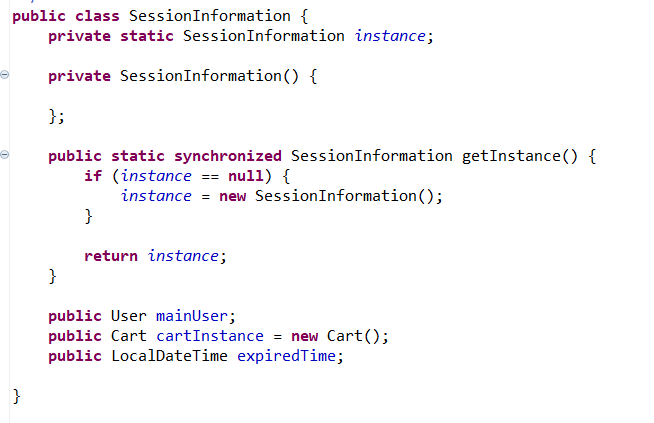 public class SessionInformation {
private static SessionInformation instance;
private SessionInformation() {
};
public static synchronized SessionInformation getInstance() {
if (instance == null) {
instance = new SessionInformation();
}
return instance;
}
public User mainUser;
public Cart cartInstance = new Cart();
public LocalDateTime expiredTime;
}